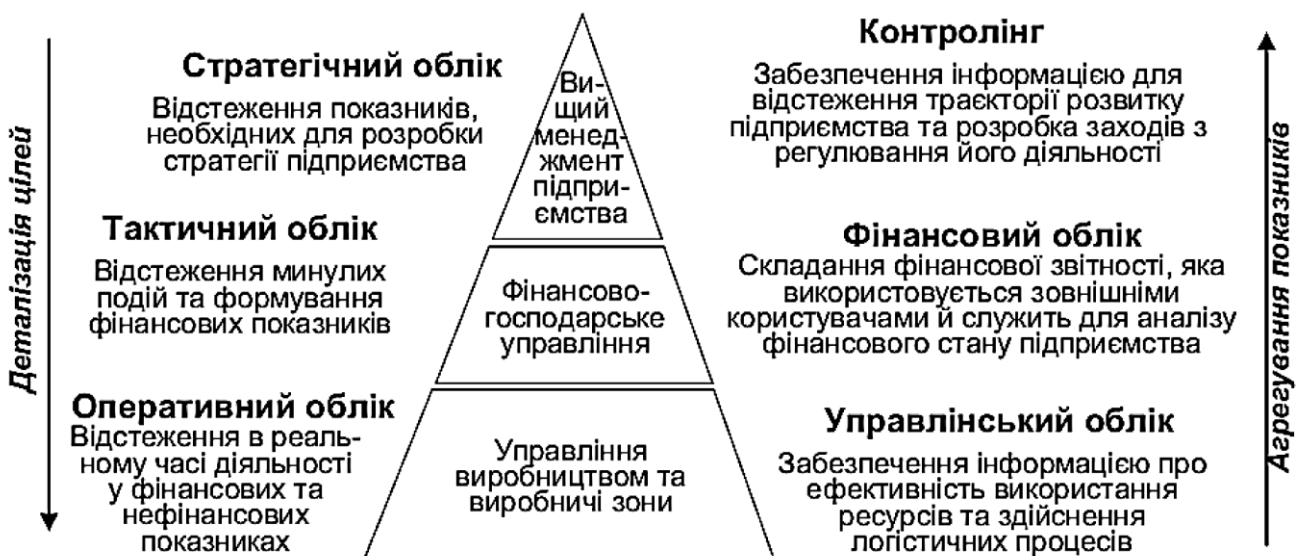 Деталізація цілей
Стратегічний облік
Відстеження показників,
необхідних для розробки
стратегії підприємства
Тактичний облік
Відстеження минулих
подій та формування
фінансових показників
Оперативний облік
Відстеження в реаль-
ному часі діяльності
у фінансових та
нефінансових
показниках
Ви-
щий
менед-
жмент
підпри-
ємства
Фінансово-
господарське
управління
Управління
виробництвом та
виробничі зони
Контролінг
Забезпечення інформацією для
відстеження траєкторії розвитку
підприємства та розробка заходів з
регулювання його діяльності
Фінансовий облік
Складання фінансової звітності, яка
використовується зовнішніми
користувачами й служить для аналізу
фінансового стану підприємства
Управлінський облік
Забезпечення інформацією про
ефективність використання
ресурсів та здійснення
логістичних процесів
Агрегування показників